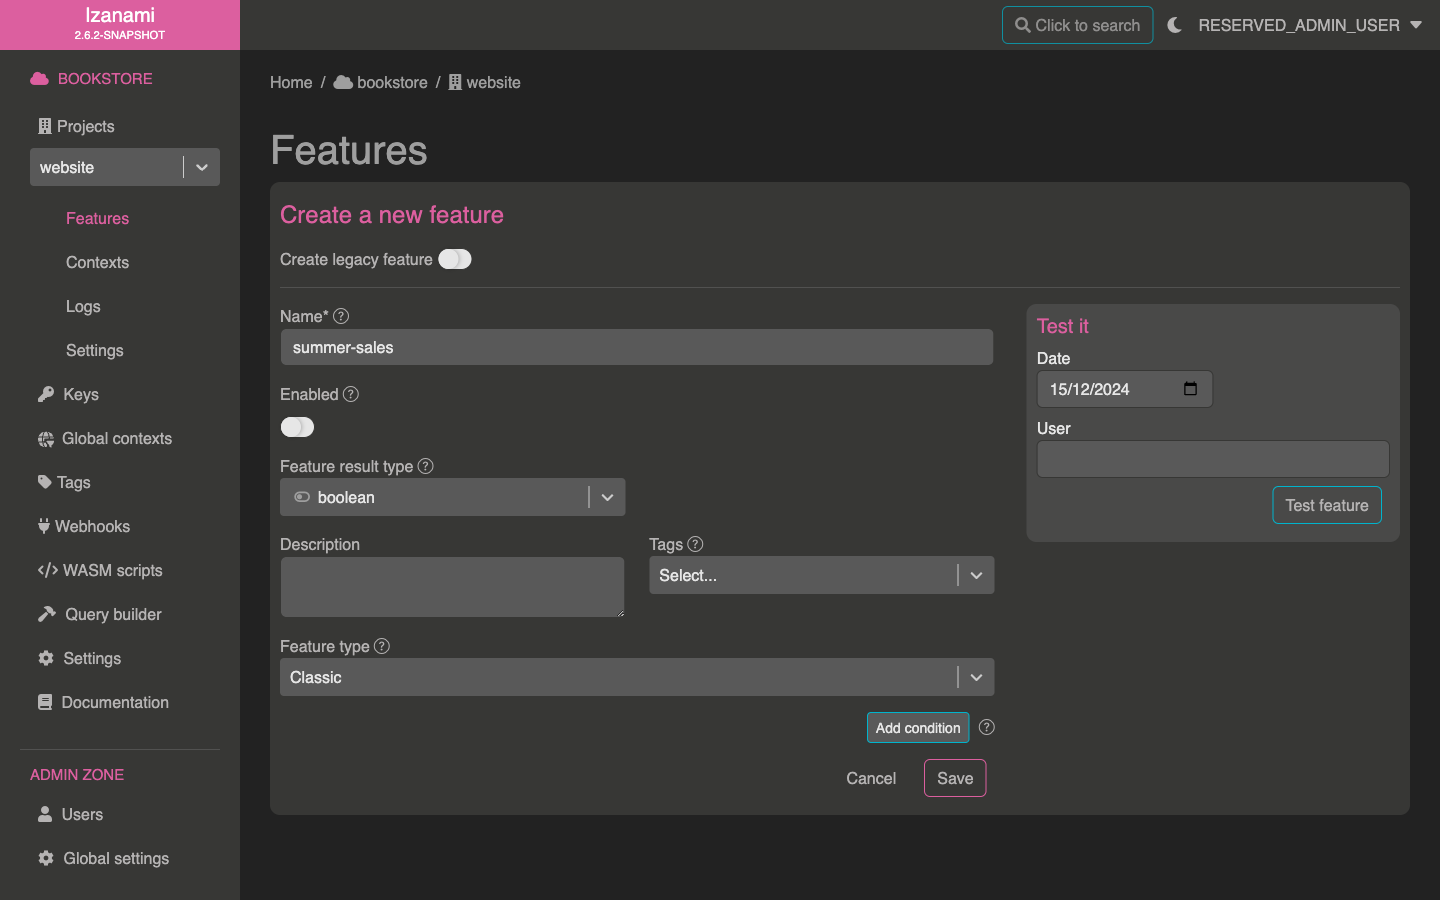 Izanami
2.6.2-SNAPSHOT
Click to search
RESERVED_ADMIN_USER
BOOKSTORE
Projects
website
Features
Contexts
Logs
Settings
Keys
Global contexts
Tags
Webhooks
WASM scripts
Query builder
Settings
Documentation
ADMIN ZONE
Users
Global settings
Home / bookstore / website
Features
Create a new feature
Create legacy feature
Name* ?
summer-sales
Enabled ?
Feature result type ?
boolean
Description
Tags ?
Select...
Feature type ?
Classic
Add condition ?
Cancel
Save
Test it
Date
15/12/2024
User
Test feature